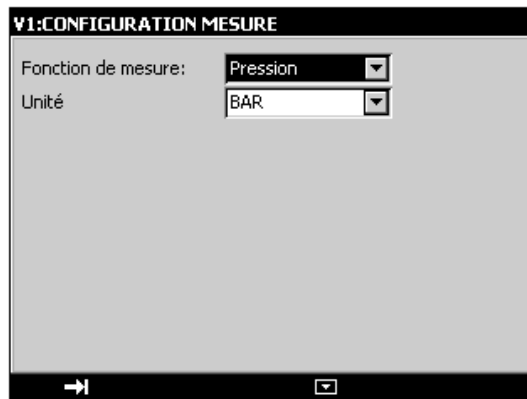 V1:CONFIGURATION MESURE
Fonction de mesure: Pression
Unité BAR